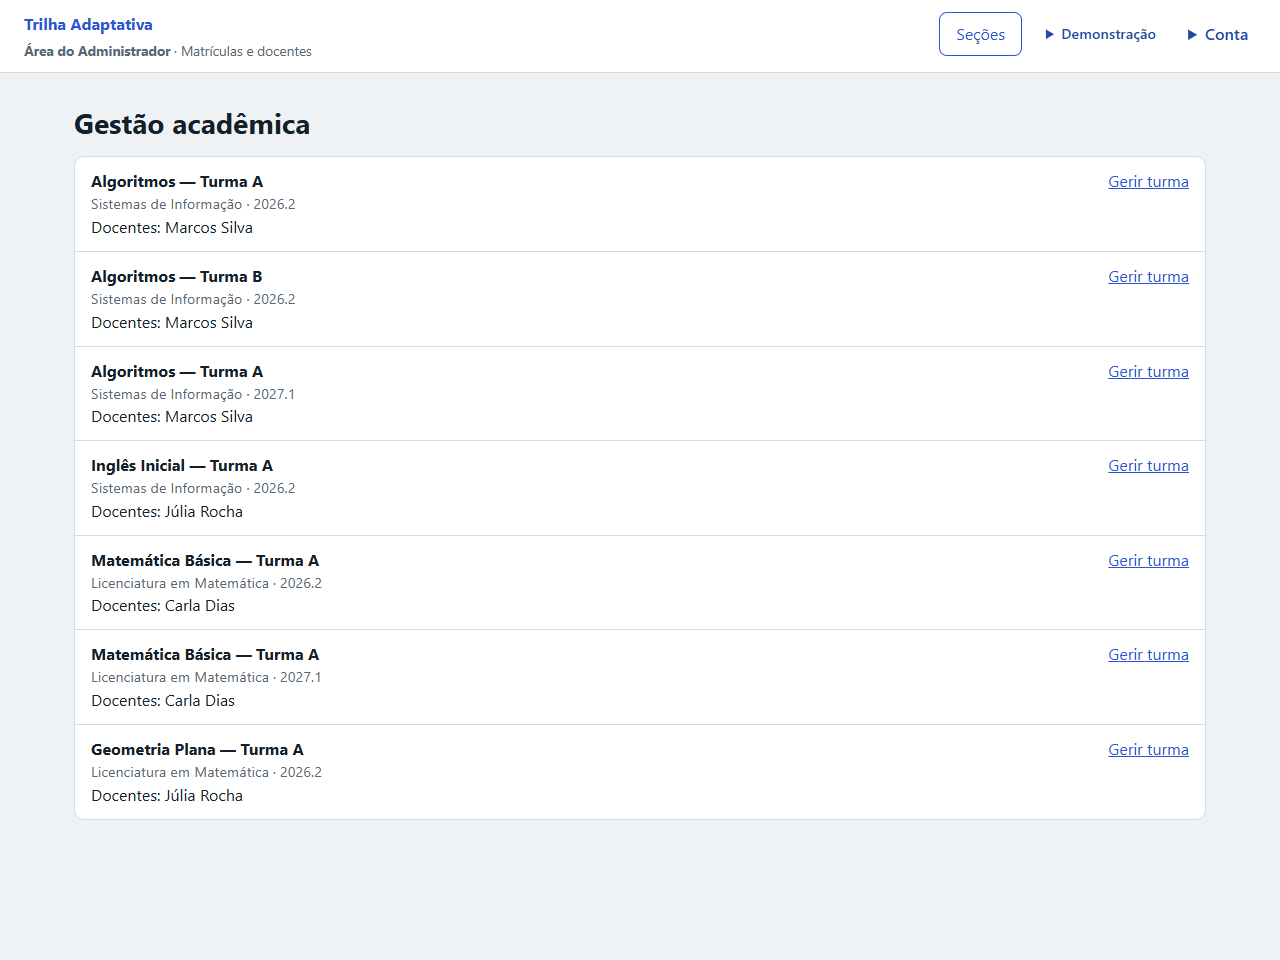 Trilha Adaptativa
Área do Administrador · Matrículas e docentes
Seções
Demonstração
Conta
Gestão acadêmica
Algoritmos — Turma A
Gerir turma
Sistemas de Informação · 2026.2
Docentes: Marcos Silva
Algoritmos — Turma B
Gerir turma
Sistemas de Informação · 2026.2
Docentes: Marcos Silva
Algoritmos — Turma A
Gerir turma
Sistemas de Informação · 2027.1
Docentes: Marcos Silva
Inglês Inicial — Turma A
Gerir turma
Sistemas de Informação · 2026.2
Docentes: Júlia Rocha
Matemática Básica — Turma A
Gerir turma
Licenciatura em Matemática · 2026.2
Docentes: Carla Dias
Matemática Básica — Turma A
Gerir turma
Licenciatura em Matemática · 2027.1
Docentes: Carla Dias
Geometria Plana — Turma A
Gerir turma
Licenciatura em Matemática · 2026.2
Docentes: Júlia Rocha